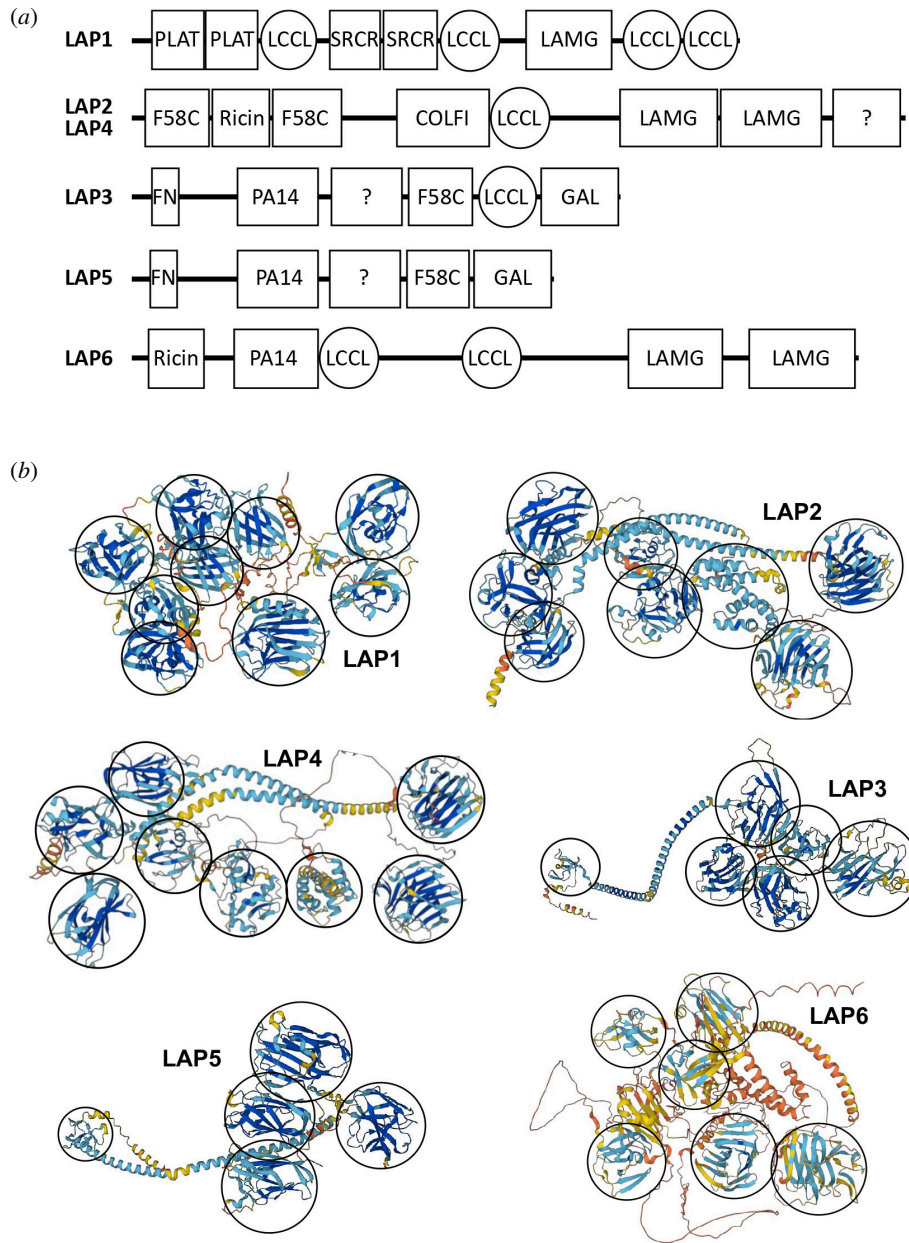 (a)
LAP1 PLAT PLAT LCCL SRCR SRCR LCCL LAMG LCCL LCCL
LAP2
LAP4 F58C Ricin F58C COLFI LCCL LAMG LAMG ?
LAP3 FN PA14 ? F58C LCCL GAL
LAP5 FN PA14 ? F58C GAL
LAP6 Ricin PA14 LCCL LCCL LAMG LAMG
(b)
LAP1
LAP2
LAP4
LAP3
LAP5
LAP6